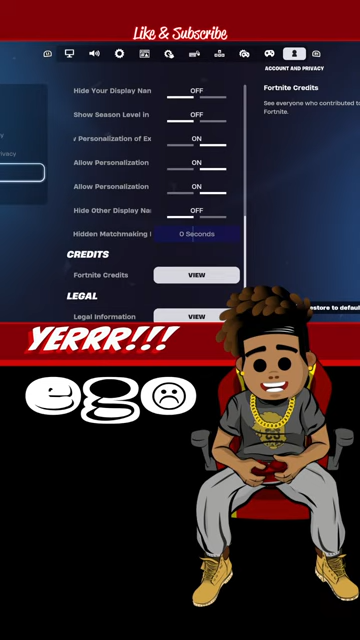 Like & Subscribe
ACCOUNT AND PRIVACY
Hide Your Display Nan
OFF
Fortnite Credits
See everyone who contributed to
Fortnite.
Show Season Level in
OFF
y Personalization of Ex
ON
Allow Personalization
ON
ivacy
Allow Personalization
ON
Hide Other Display Na
OFF
Hidden Matchmaking
0 Seconds
CREDITS
Fortnite Credits
VIEW
LEGAL
estore to defaul
Legal Information
VIEW
YERRR!!!
ego